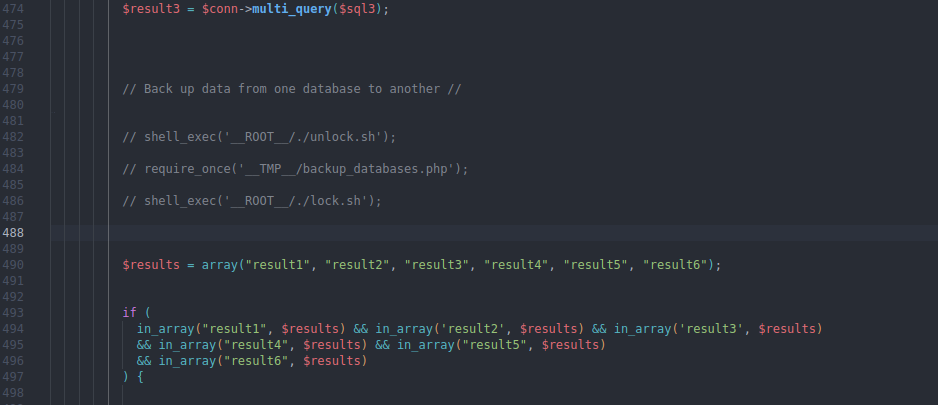 474 $result3 = $conn->multi_query($sql3);
475
476
477
478
479 // Back up data from one database to another //
480
481
482 // shell_exec('__ROOT__/./unlock.sh');
483
484 // require_once('__TMP__/backup_databases.php');
485
486 // shell_exec('__ROOT__/./lock.sh');
487
488
489
490 $results = array("result1", "result2", "result3", "result4", "result5", "result6");
491
492
493 if (
494 in_array("result1", $results) && in_array('result2', $results) && in_array('result3', $results)
495 && in_array("result4", $results) && in_array("result5", $results)
496 && in_array("result6", $results)
497 ) {
498